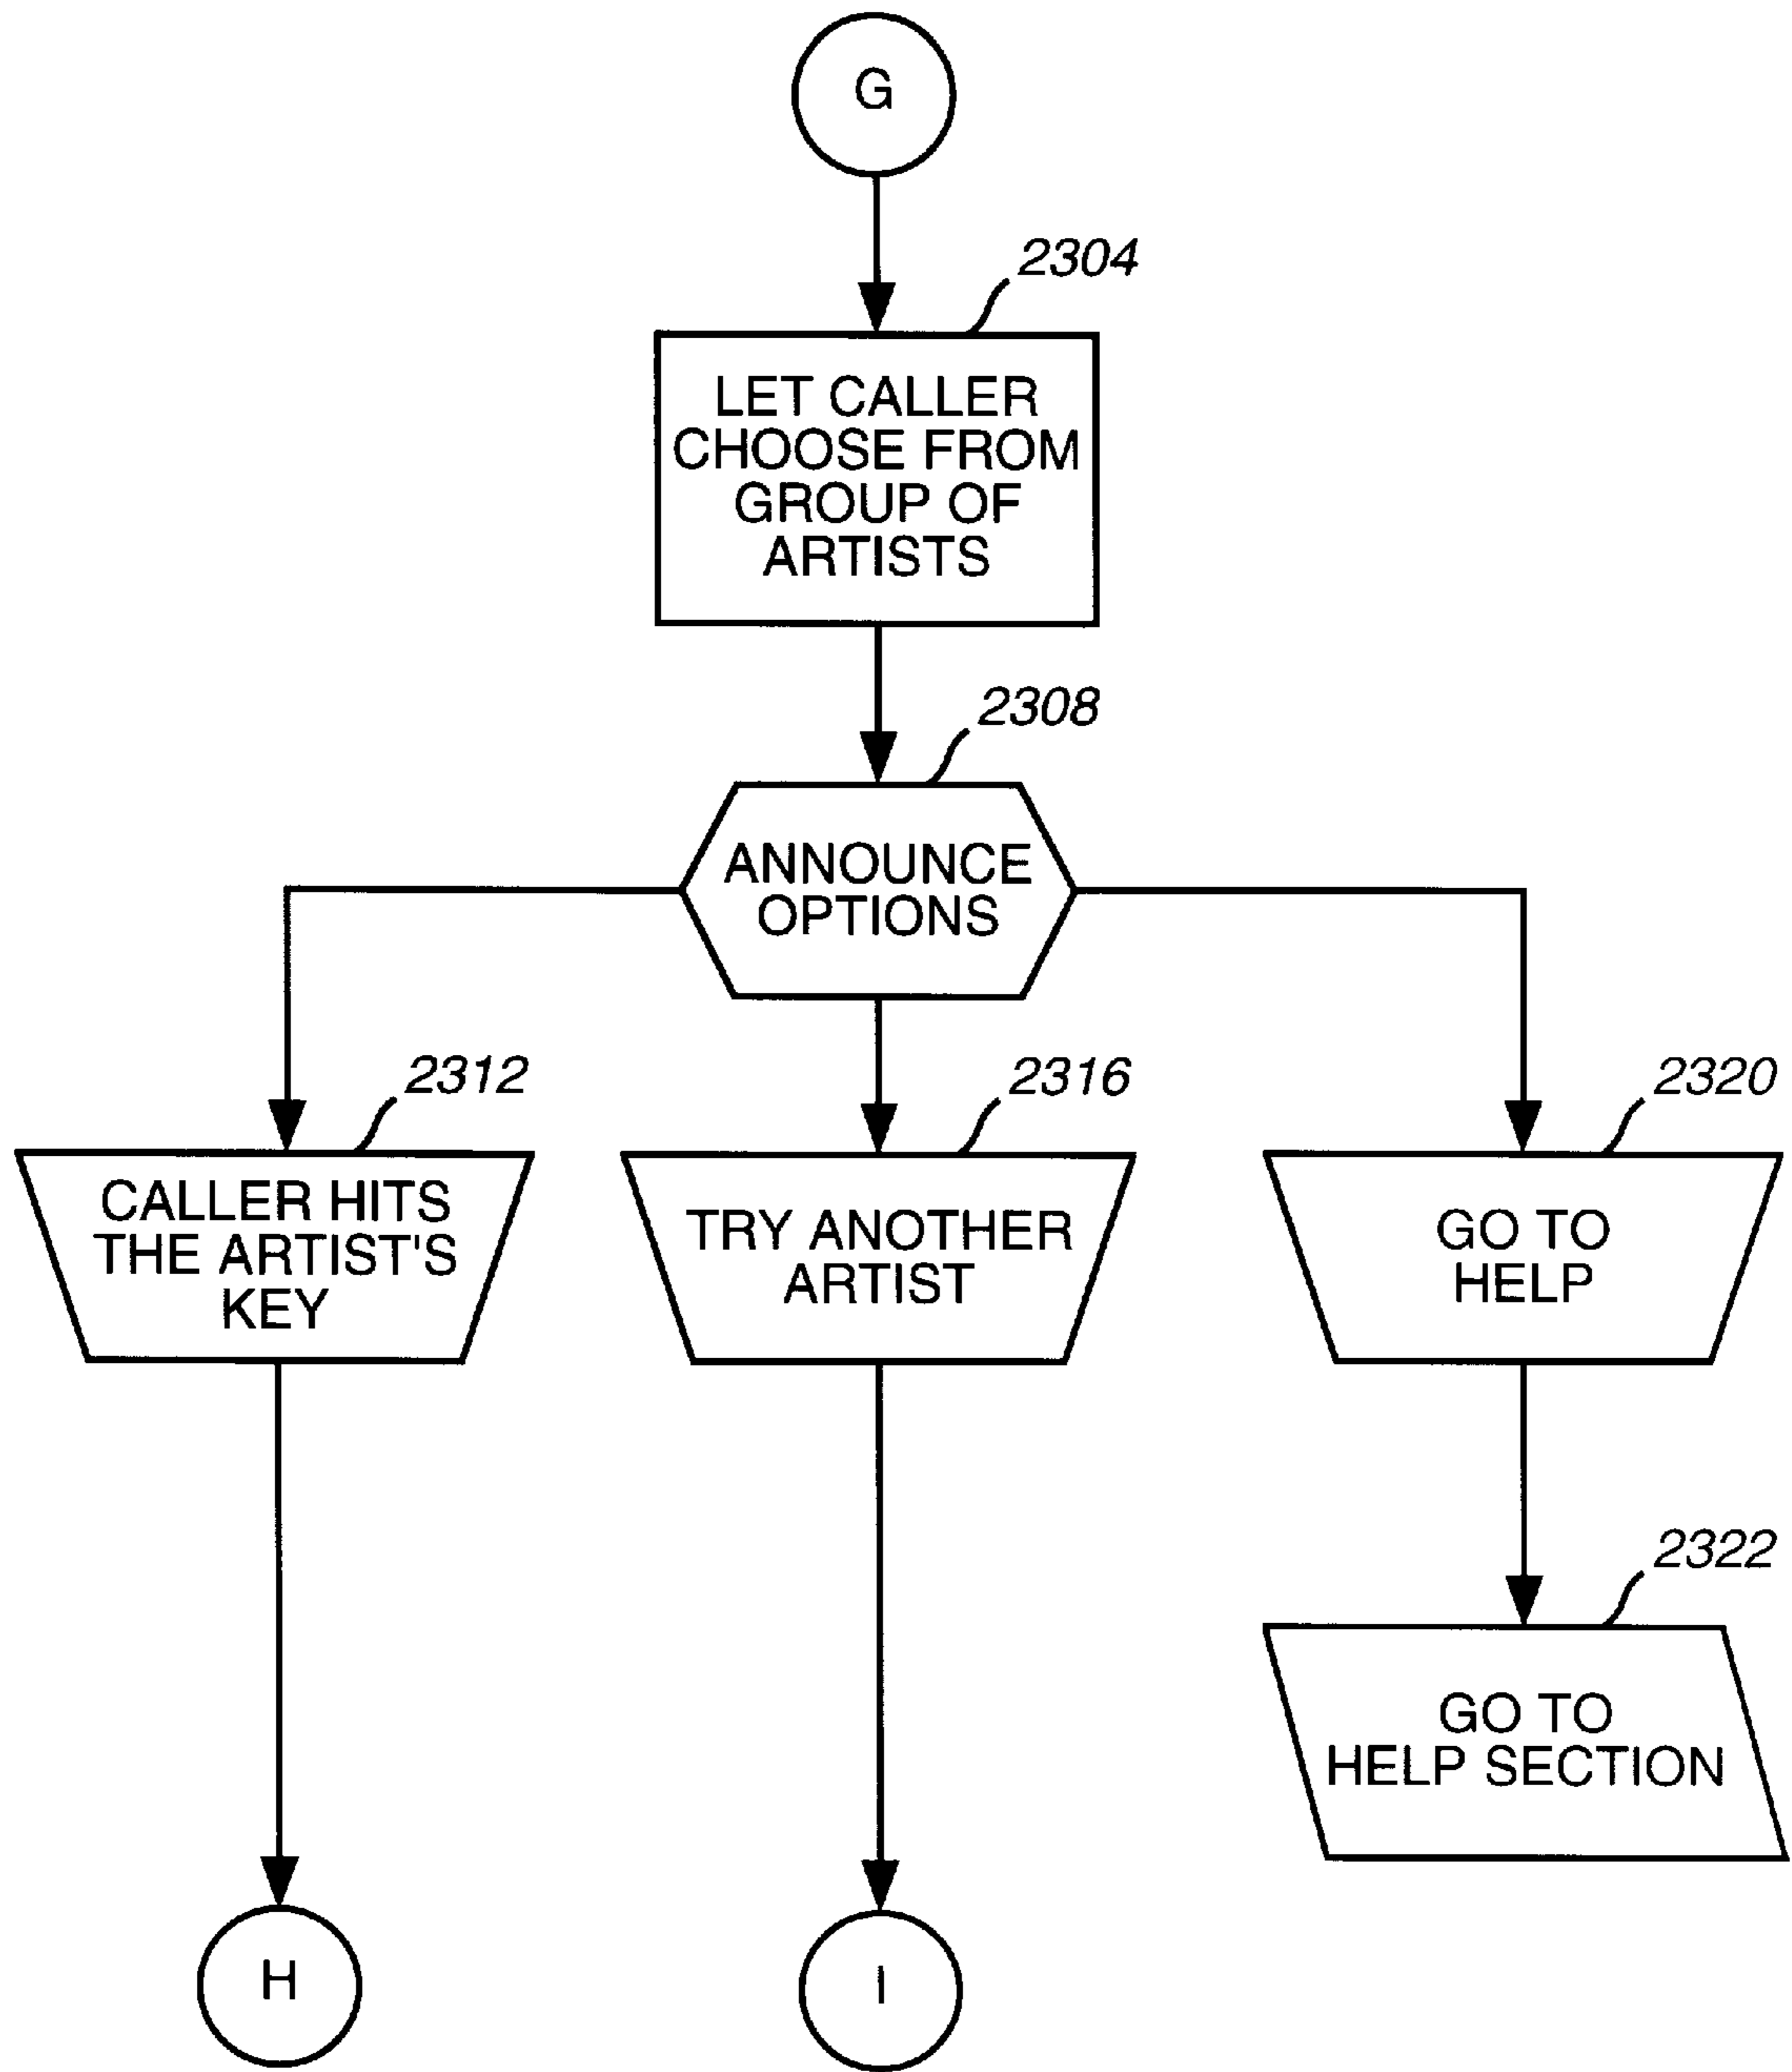 G
2304
LET CALLER
CHOOSE FROM
GROUP OF
ARTISTS
2308
ANNOUNCE
OPTIONS
2312
CALLER HITS
THE ARTIST'S
KEY
2316
TRY ANOTHER
ARTIST
2320
GO TO
HELP
2322
GO TO
HELP SECTION
H
I